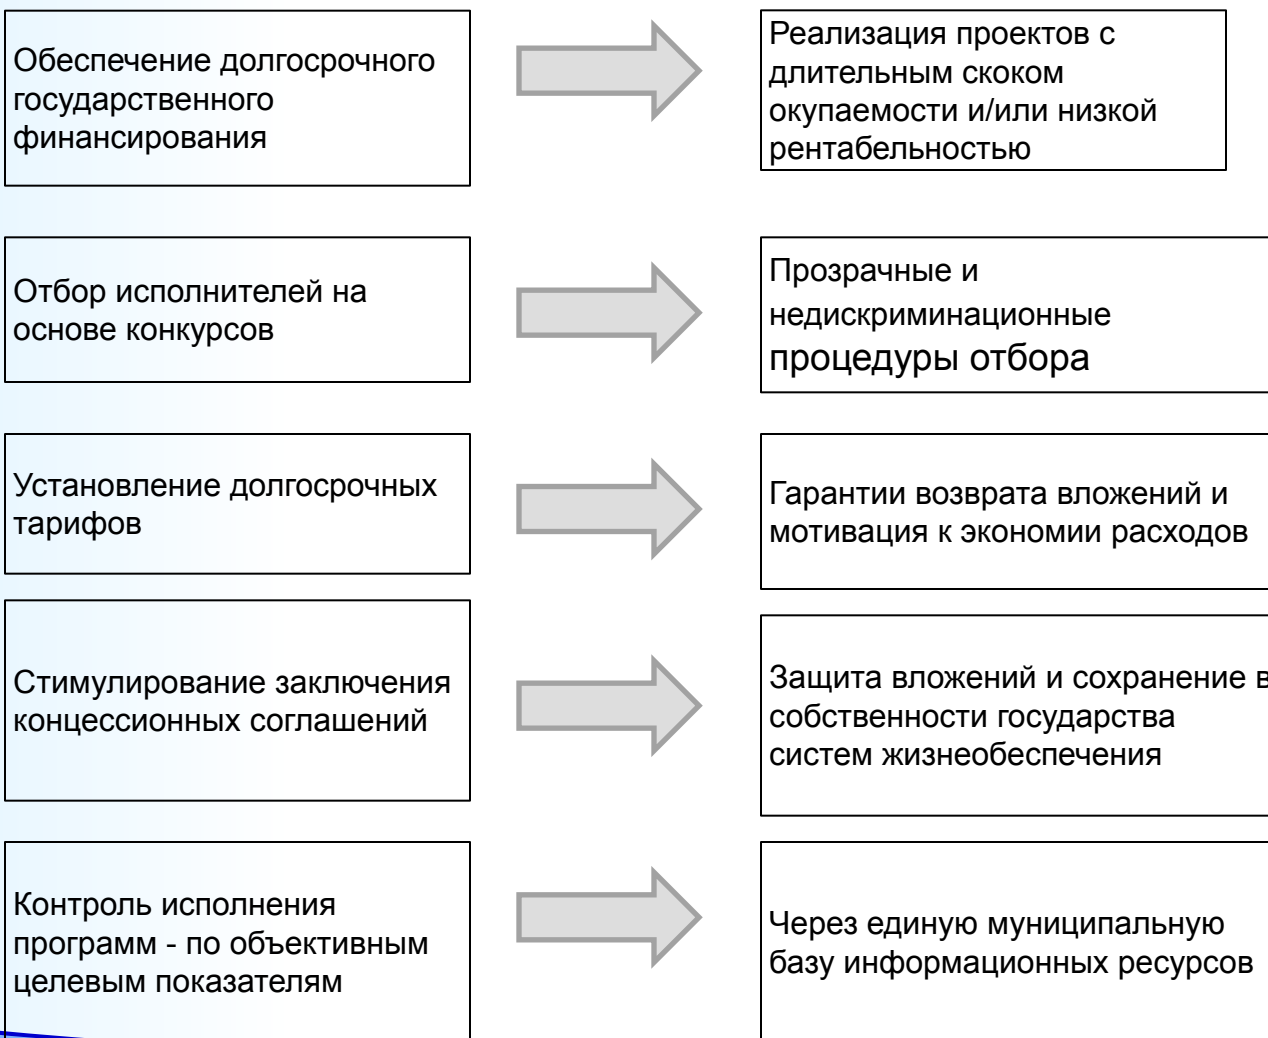 Обеспечение долгосрочного
государственного
финансирования
Реализация проектов с
длительным скоком
окупаемости и/или низкой
рентабельностью
Отбор исполнителей на
основе конкурсов
Прозрачные и
недискриминационные
процедуры отбора
Установление долгосрочных
тарифов
Гарантии возврата вложений и
мотивация к экономии расходов
Стимулирование заключения
концессионных соглашений
Защита вложений и сохранение в
собственности государства
систем жизнеобеспечения
Контроль исполнения
программ - по объективным
целевым показателям
Через единую муниципальную
базу информационных ресурсов